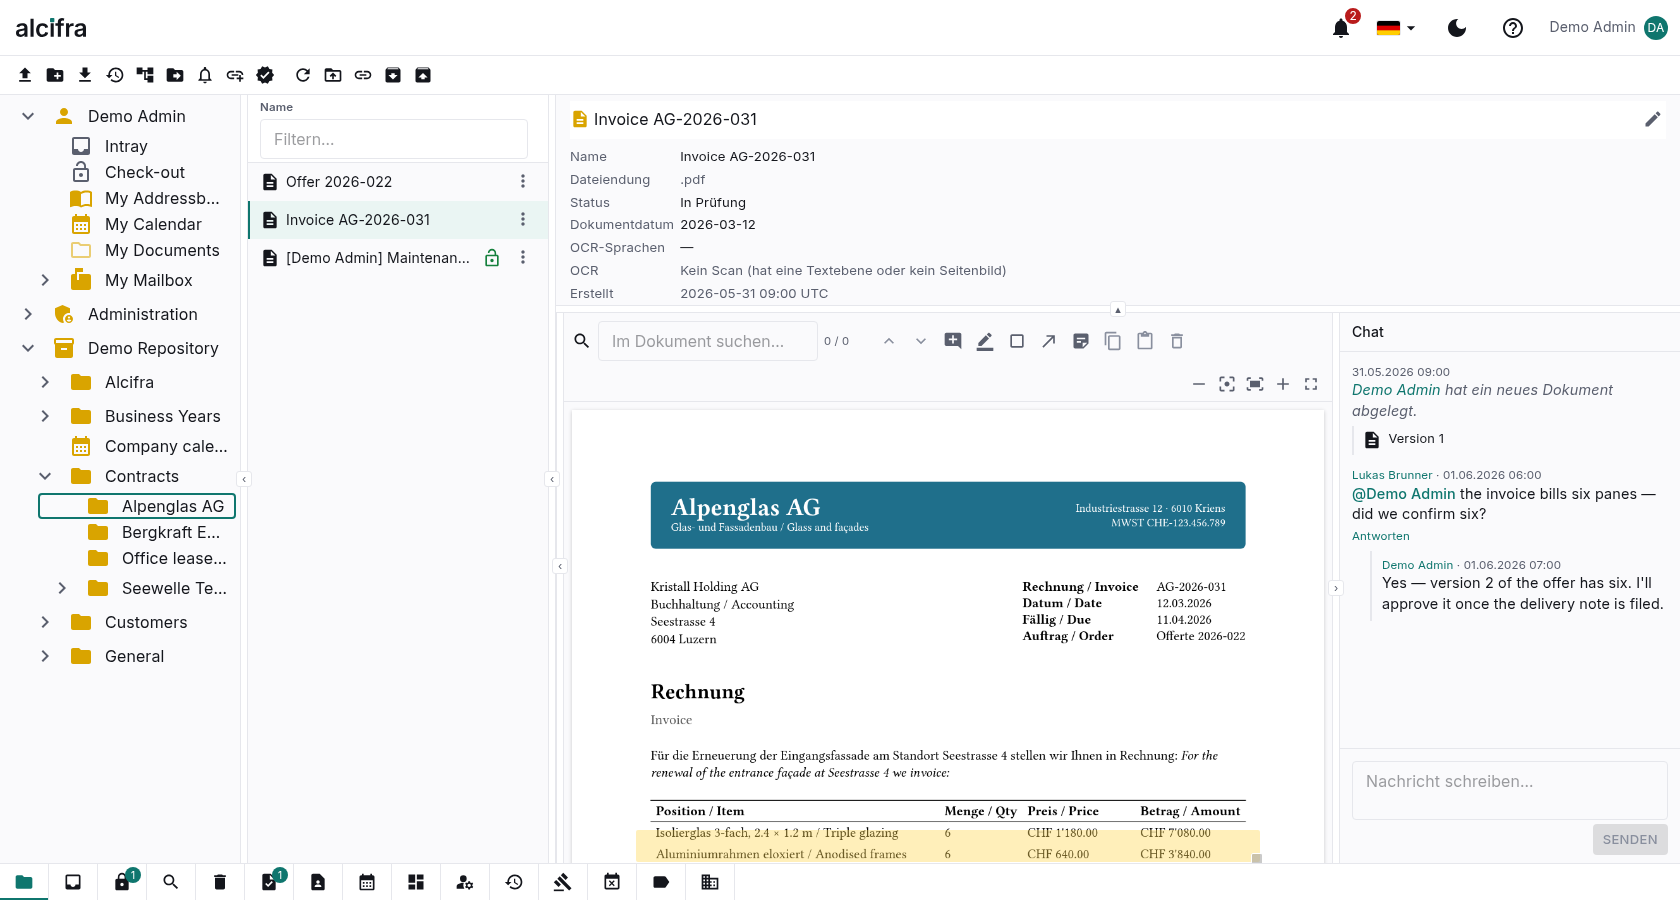 alcifra
2
Demo Admin
DA
Demo Admin
Intray
Check-out
My Addressb...
My Calendar
My Documents
My Mailbox
Administration
Demo Repository
Alcifra
Business Years
Company cale...
Contracts
Alpenglas AG
Bergkraft E...
Office lease...
Seewelle Te...
Customers
General
Name
Filtern...
Offer 2026-022
Invoice AG-2026-031
[Demo Admin] Maintenan...
Invoice AG-2026-031
Name Invoice AG-2026-031
Dateiendung .pdf
Status In Prüfung
Dokumentdatum 2026-03-12
OCR-Sprachen —
OCR Kein Scan (hat eine Textebene oder kein Seitenbild)
Erstellt 2026-05-31 09:00 UTC
Im Dokument suchen...
0 / 0
Alpenglas AG
Glas- und Fassadenbau / Glass and façades
Industriestrasse 12 · 6010 Kriens
MWST CHE-123.456.789
Kristall Holding AG
Buchhaltung / Accounting
Seestrasse 4
6004 Luzern
Rechnung / Invoice AG-2026-031
Datum / Date 12.03.2026
Fällig / Due 11.04.2026
Auftrag / Order Offerte 2026-022
Rechnung
Invoice
Für die Erneuerung der Eingangsfassade am Standort Seestrasse 4 stellen wir Ihnen in Rechnung: For the
renewal of the entrance façade at Seestrasse 4 we invoice:
Position / Item Menge / Qty Preis / Price Betrag / Amount
Isolierglas 3-fach, 2.4 × 1.2 m / Triple glazing 6 CHF 1'180.00 CHF 7'080.00
Aluminiumrahmen eloxiert / Anodised frames 6 CHF 640.00 CHF 3'840.00
Chat
31.05.2026 09:00
Demo Admin hat ein neues Dokument
abgelegt.
Version 1
Lukas Brunner · 01.06.2026 06:00
@Demo Admin the invoice bills six panes —
did we confirm six?
Antworten
Demo Admin · 01.06.2026 07:00
Yes — version 2 of the offer has six. I'll
approve it once the delivery note is filed.
Nachricht schreiben...
SENDEN
1
1